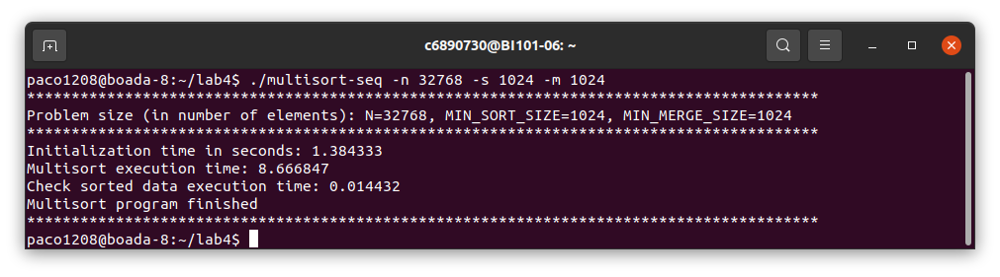 c6890730@BI101-06: ~
paco1208@boada-8:~/lab4$ ./multisort-seq -n 32768 -s 1024 -m 1024
*****************************************************************************************
Problem size (in number of elements): N=32768, MIN_SORT_SIZE=1024, MIN_MERGE_SIZE=1024
*****************************************************************************************
Initialization time in seconds: 1.384333
Multisort execution time: 8.666847
Check sorted data execution time: 0.014432
Multisort program finished
*****************************************************************************************
paco1208@boada-8:~/lab4$